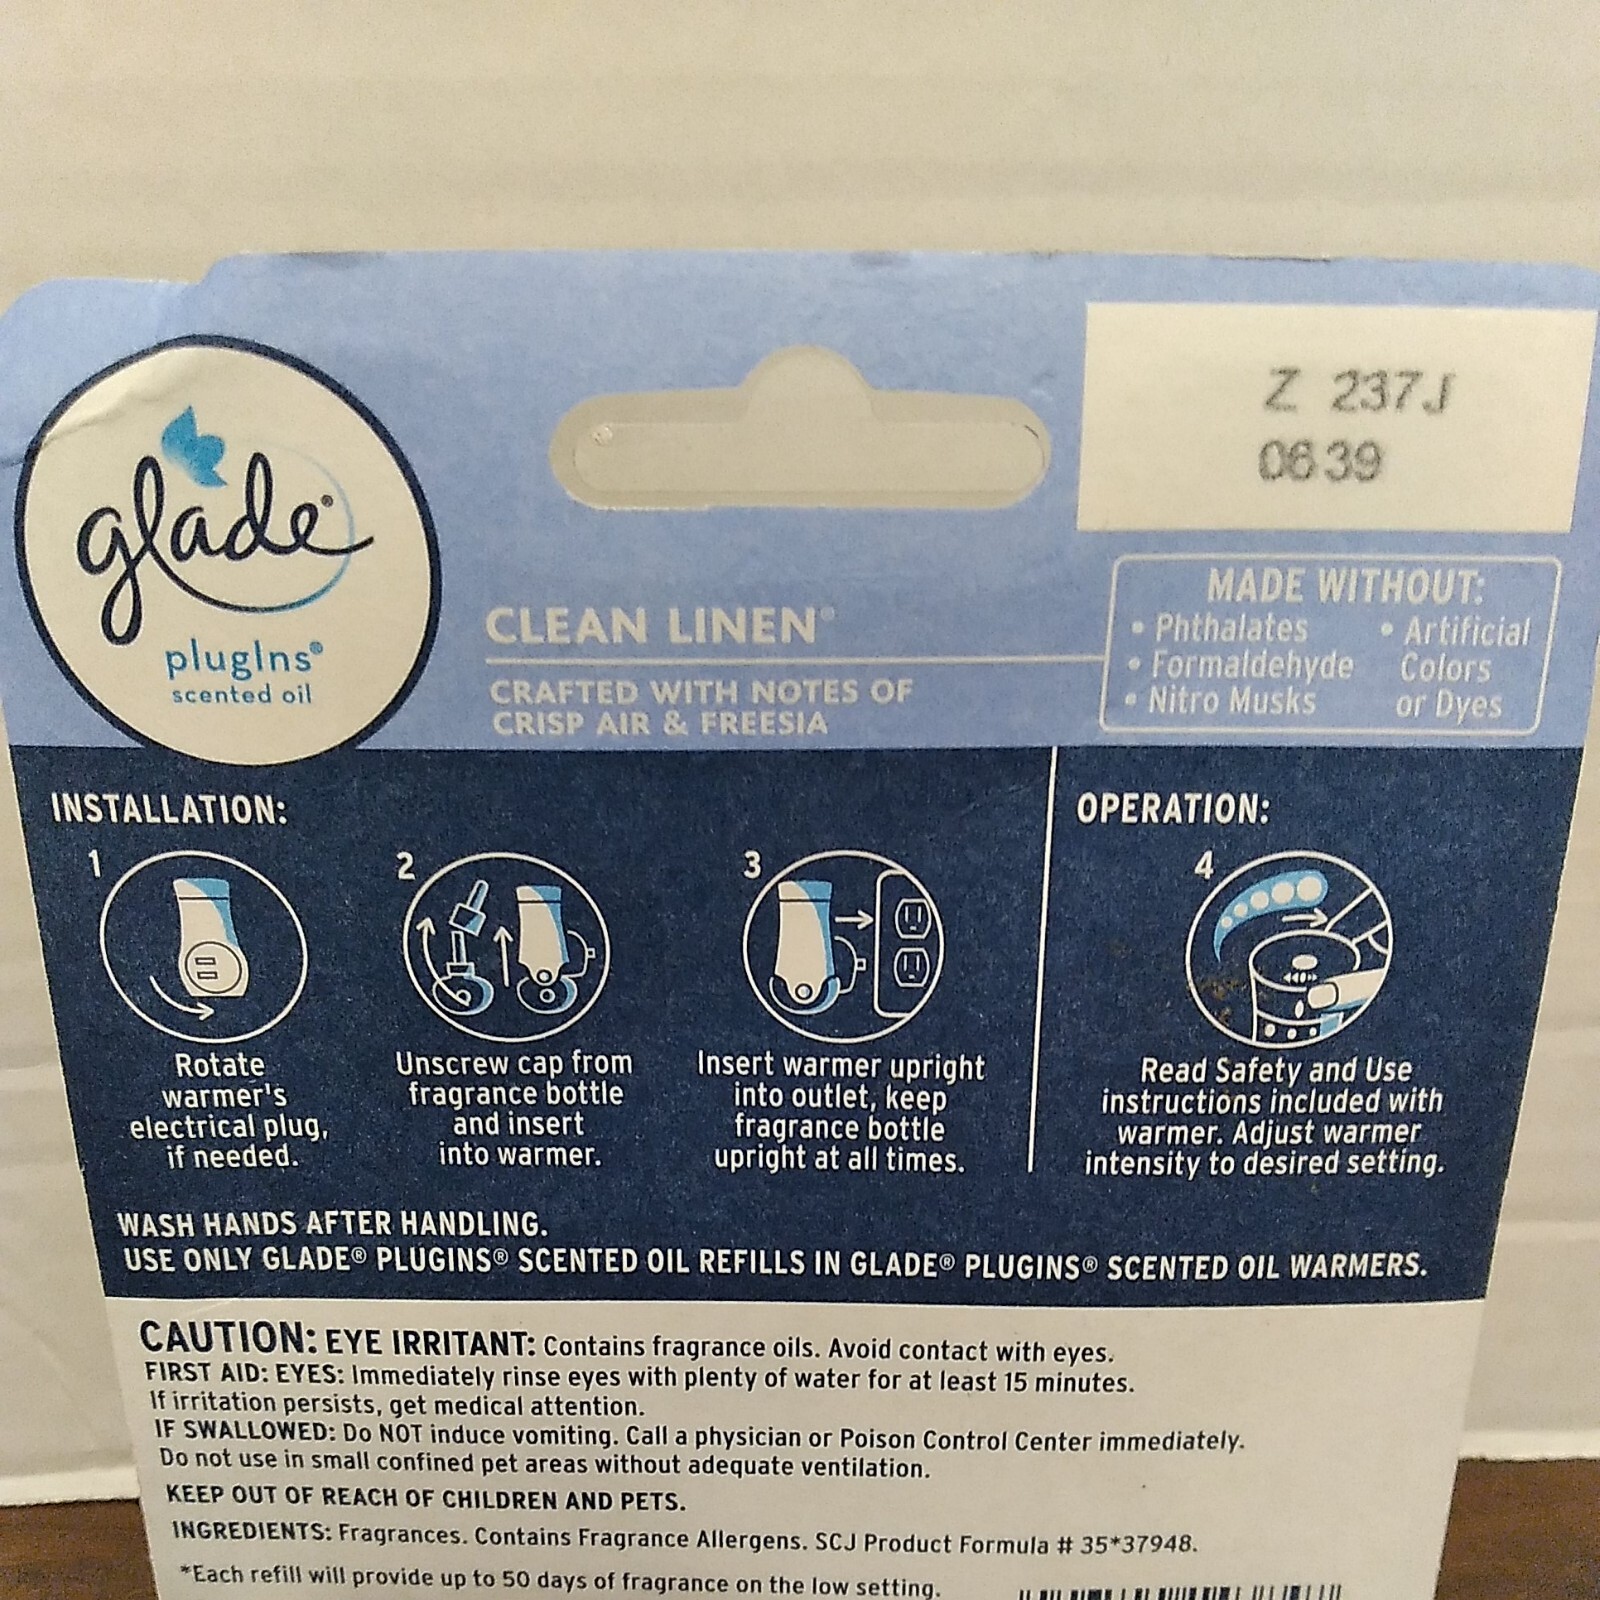 Z 237J
0639
glade®
plugIns®
scented oil
CLEAN LINEN®
CRAFTED WITH NOTES OF
CRISP AIR & FREESIA
MADE WITHOUT:
• Phthalates
• Formaldehyde
• Nitro Musks
• Artificial
Colors
or Dyes
INSTALLATION:
1
Rotate
warmer's
electrical plug,
if needed.
2
Unscrew cap from
fragrance bottle
and insert
into warmer.
3
Insert warmer upright
into outlet, keep
fragrance bottle
upright at all times.
OPERATION:
4
Read Safety and Use
instructions included with
warmer. Adjust warmer
intensity to desired setting.
WASH HANDS AFTER HANDLING.
USE ONLY GLADE® PLUGINS® SCENTED OIL REFILLS IN GLADE® PLUGINS® SCENTED OIL WARMERS.
CAUTION: EYE IRRITANT: Contains fragrance oils. Avoid contact with eyes.
FIRST AID: EYES: Immediately rinse eyes with plenty of water for at least 15 minutes.
If irritation persists, get medical attention.
IF SWALLOWED: Do NOT induce vomiting. Call a physician or Poison Control Center immediately.
Do not use in small confined pet areas without adequate ventilation.
KEEP OUT OF REACH OF CHILDREN AND PETS.
INGREDIENTS: Fragrances. Contains Fragrance Allergens. SCJ Product Formula # 35*37948.
*Each refill will provide up to 50 days of fragrance on the low setting.